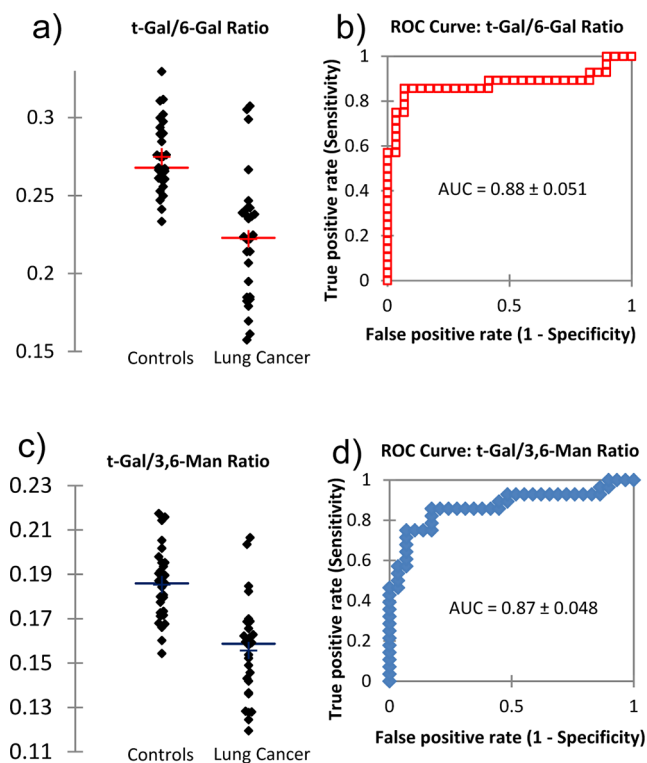 a)
t-Gal/6-Gal Ratio
0.3
0.25
0.2
0.15
Controls
Lung Cancer
b)
ROC Curve: t-Gal/6-Gal Ratio
True positive rate (Sensitivity)
1
0.8
0.6
0.4
0.2
0
AUC = 0.88 ± 0.051
0
0.5
1
False positive rate (1 - Specificity)
c)
t-Gal/3,6-Man Ratio
0.23
0.21
0.19
0.17
0.15
0.13
0.11
Controls
Lung Cancer
d)
ROC Curve: t-Gal/3,6-Man Ratio
True positive rate (Sensitivity)
1
0.8
0.6
0.4
0.2
0
AUC = 0.87 ± 0.048
0
0.5
1
False positive rate (1 - Specificity)